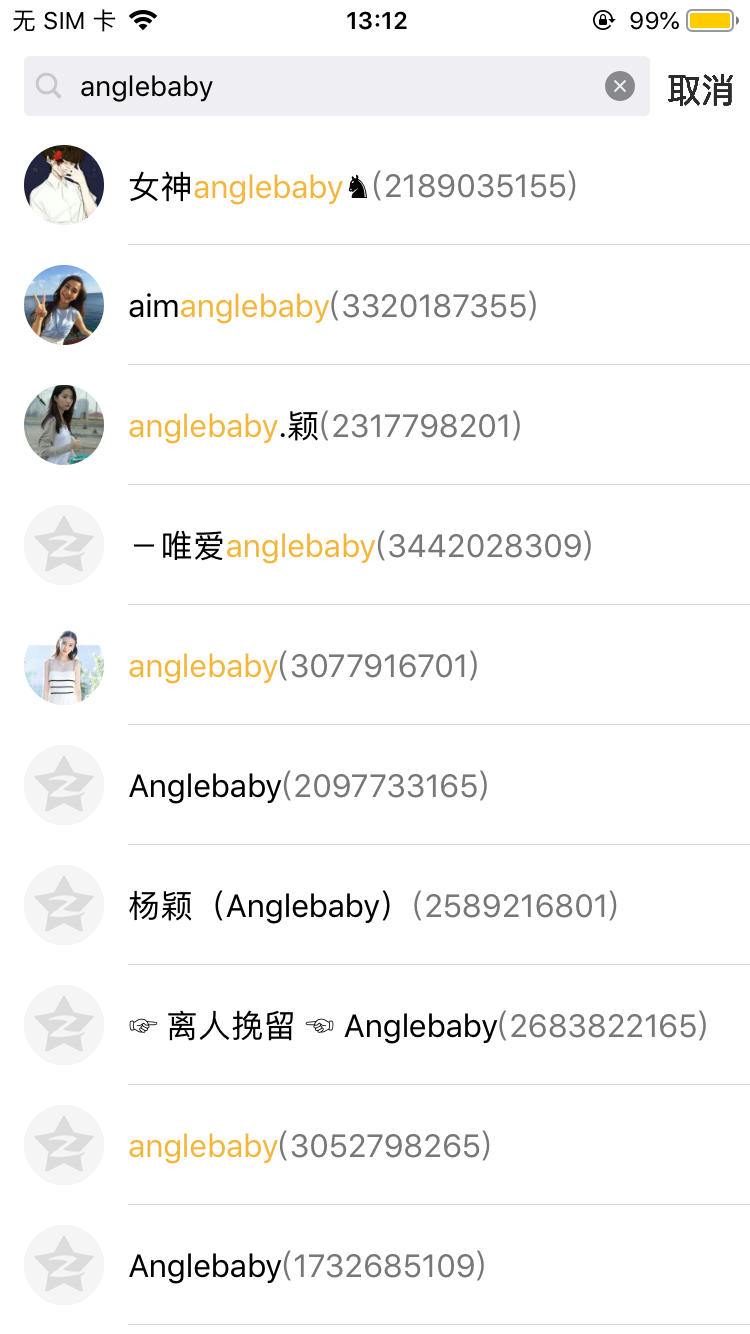 无 SIM 卡 13:12 99%
anglebaby 取消
女神anglebaby♞(2189035155)
aimanglebaby(3320187355)
anglebaby.颖(2317798201)
－唯爱anglebaby(3442028309)
anglebaby(3077916701)
Anglebaby(2097733165)
杨颖（Anglebaby）(2589216801)
☞ 离人挽留 ☜ Anglebaby(2683822165)
anglebaby(3052798265)
Anglebaby(1732685109)